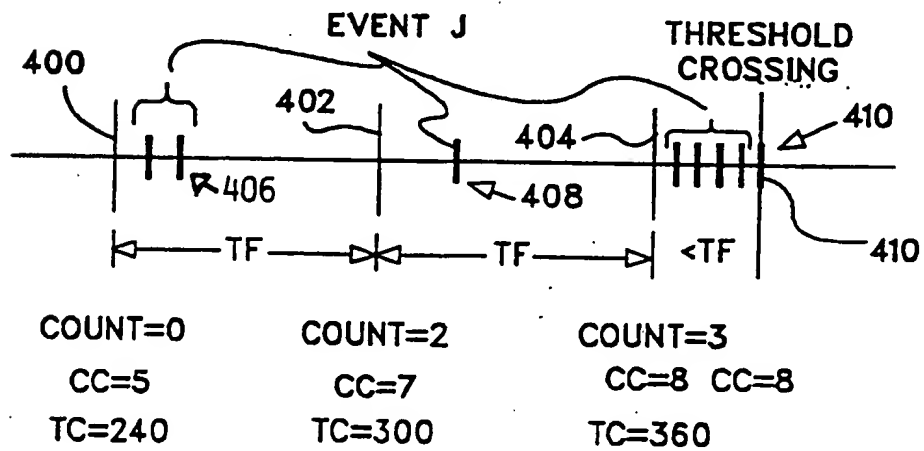 EVENT J
THRESHOLD
CROSSING
400
402
404
410
406
408
410
TF
TF
<TF
COUNT=0
COUNT=2
COUNT=3
CC=5
CC=7
CC=8 CC=8
TC=240
TC=300
TC=360